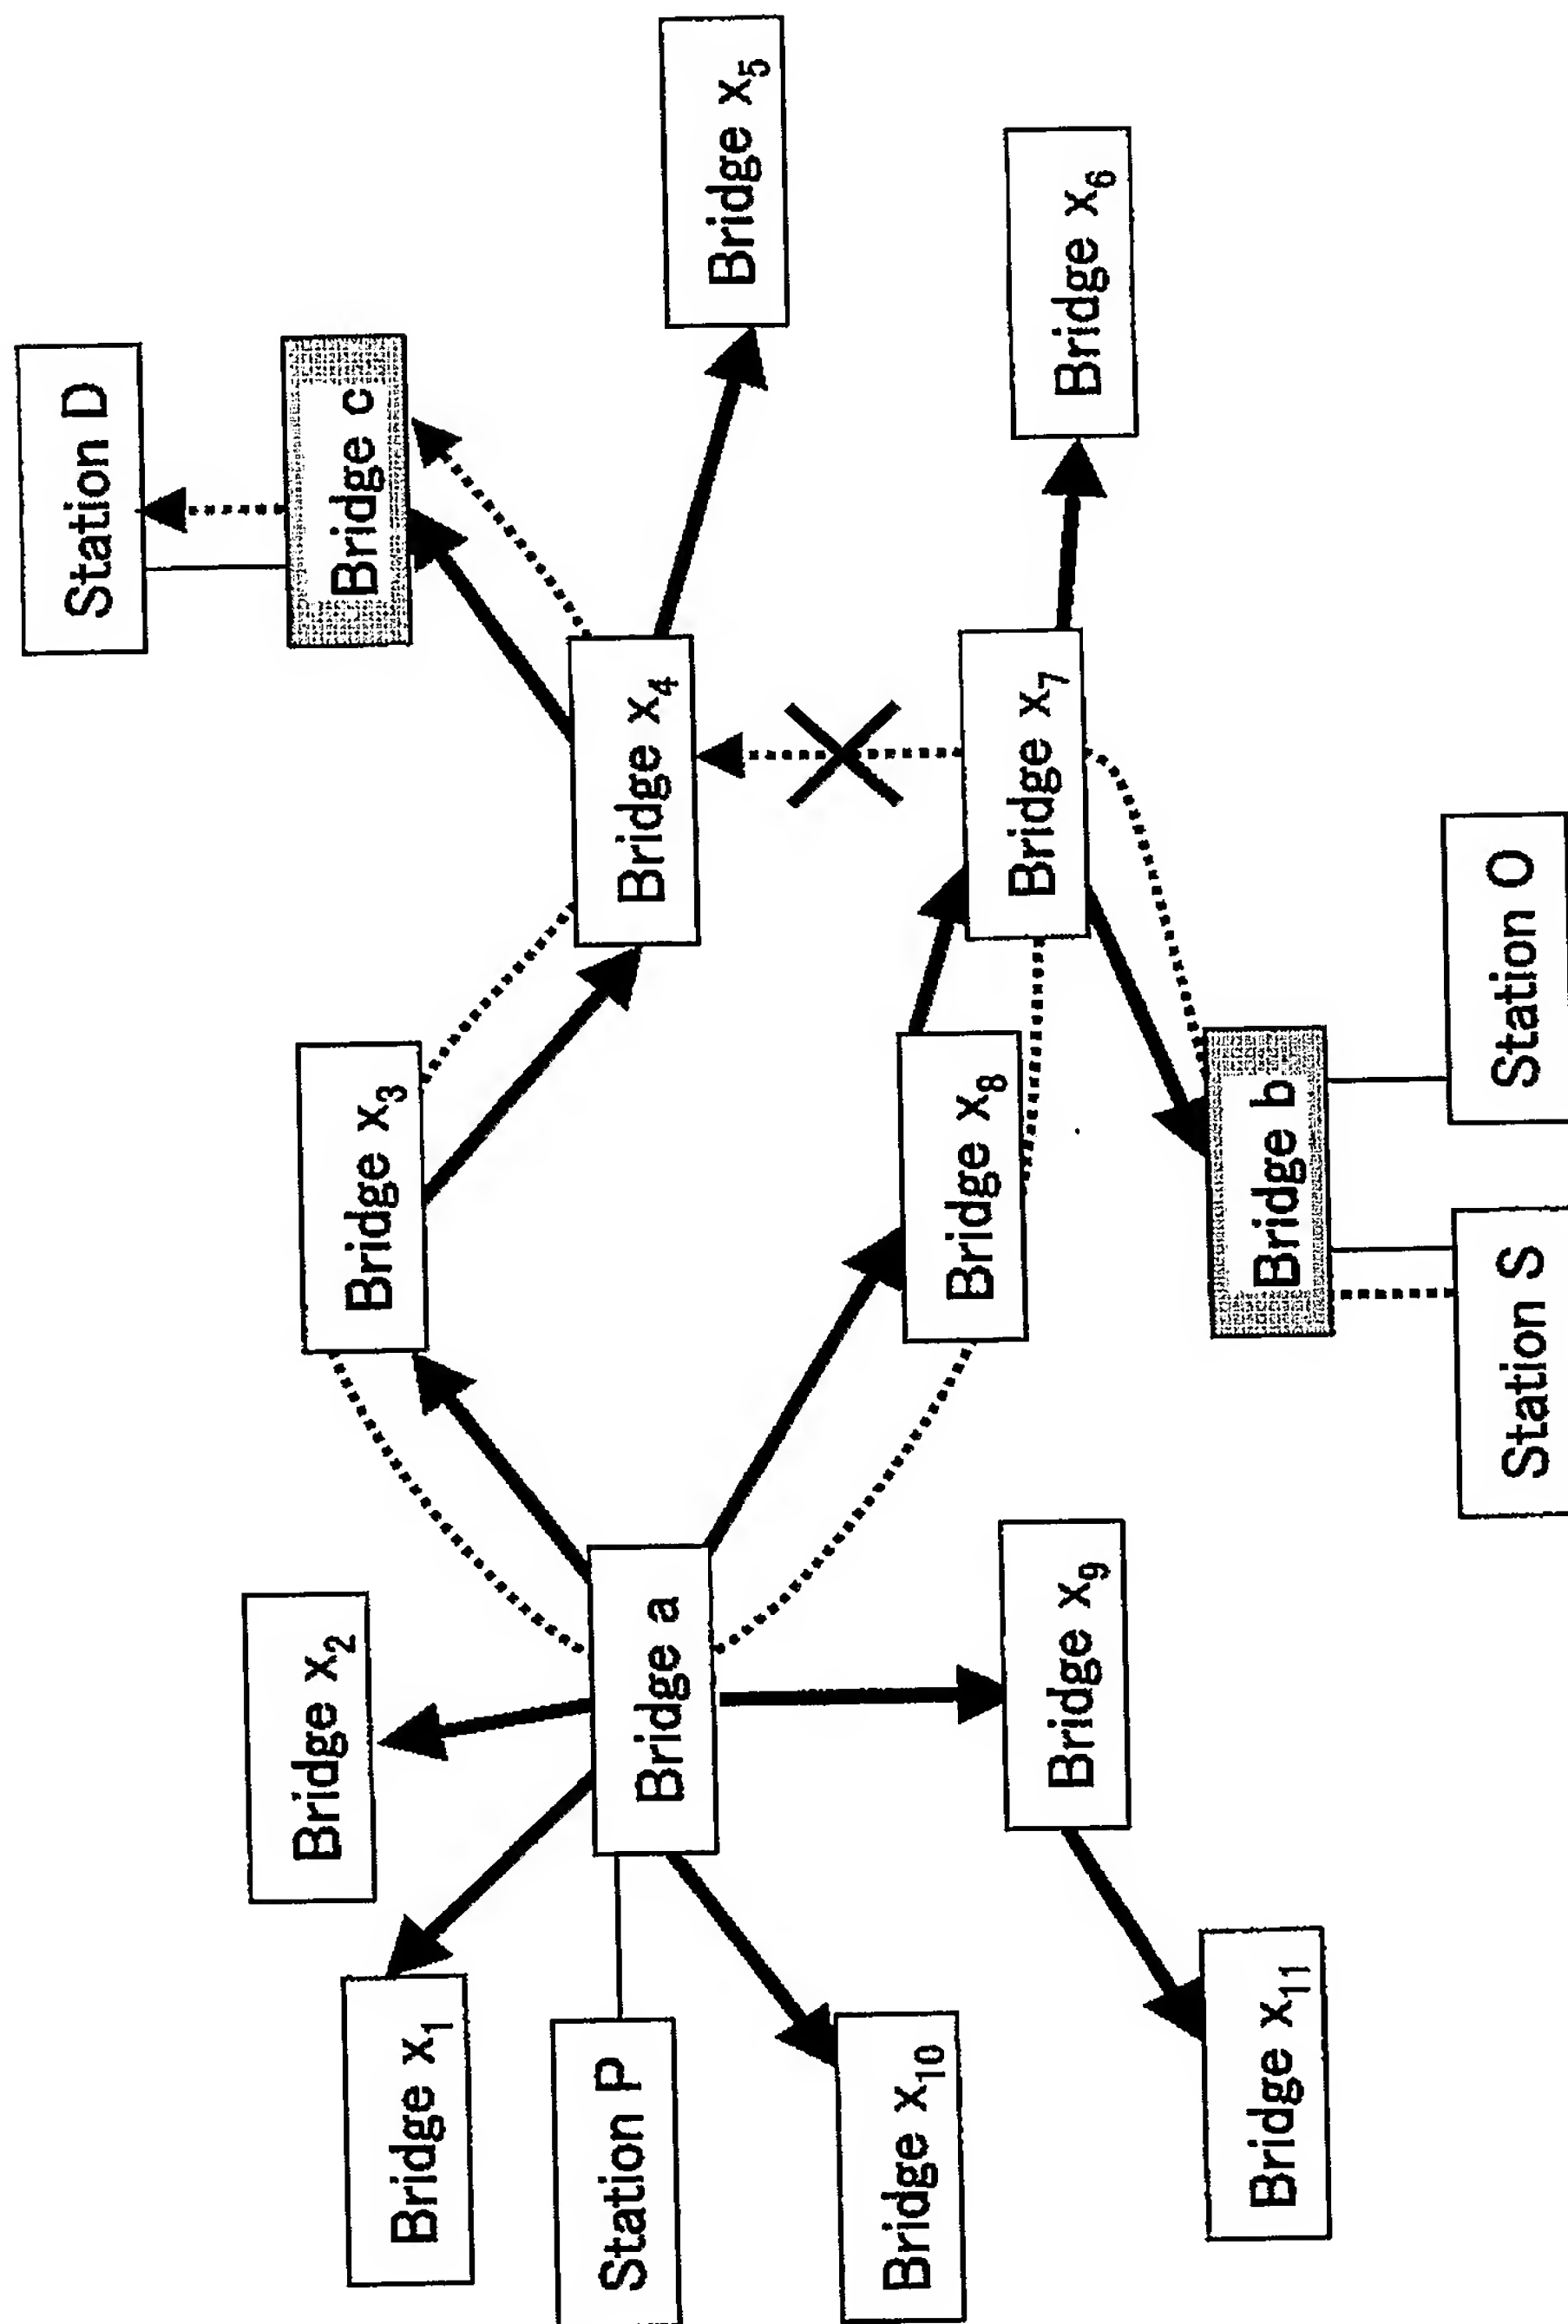 Station D
Bridge c
Bridge x5
Bridge x4
Bridge x6
Bridge x3
Bridge x7
Bridge x8
Station O
Bridge b
Station S
Bridge x2
Bridge a
Bridge x9
Bridge x1
Station P
Bridge x10
Bridge x11